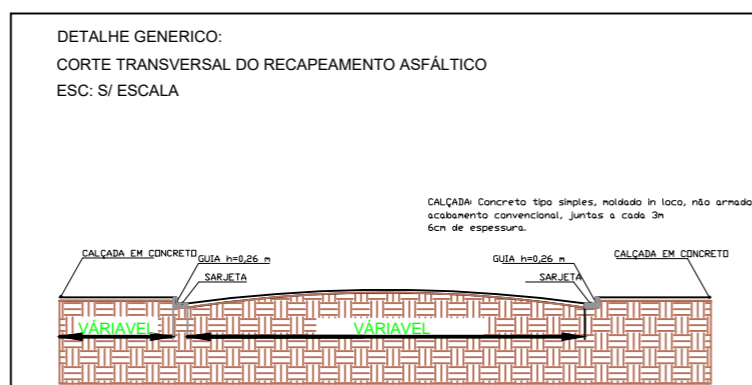 DETALHE GENERICO:
CORTE TRANSVERSAL DO RECAPEAMENTO ASFÁLTICO
ESC: S/ ESCALA
CALÇADA: Concreto tipo simples, moldado in loco, não armado
acabamento convencional, juntas a cada 3m
6cm de espessura.
CALÇADA EM CONCRETO
GUIA h=0,26 m
SARJETA
GUIA h=0,26 m
SARJETA
CALÇADA EM CONCRETO
VÁRIAVEL
VÁRIAVEL